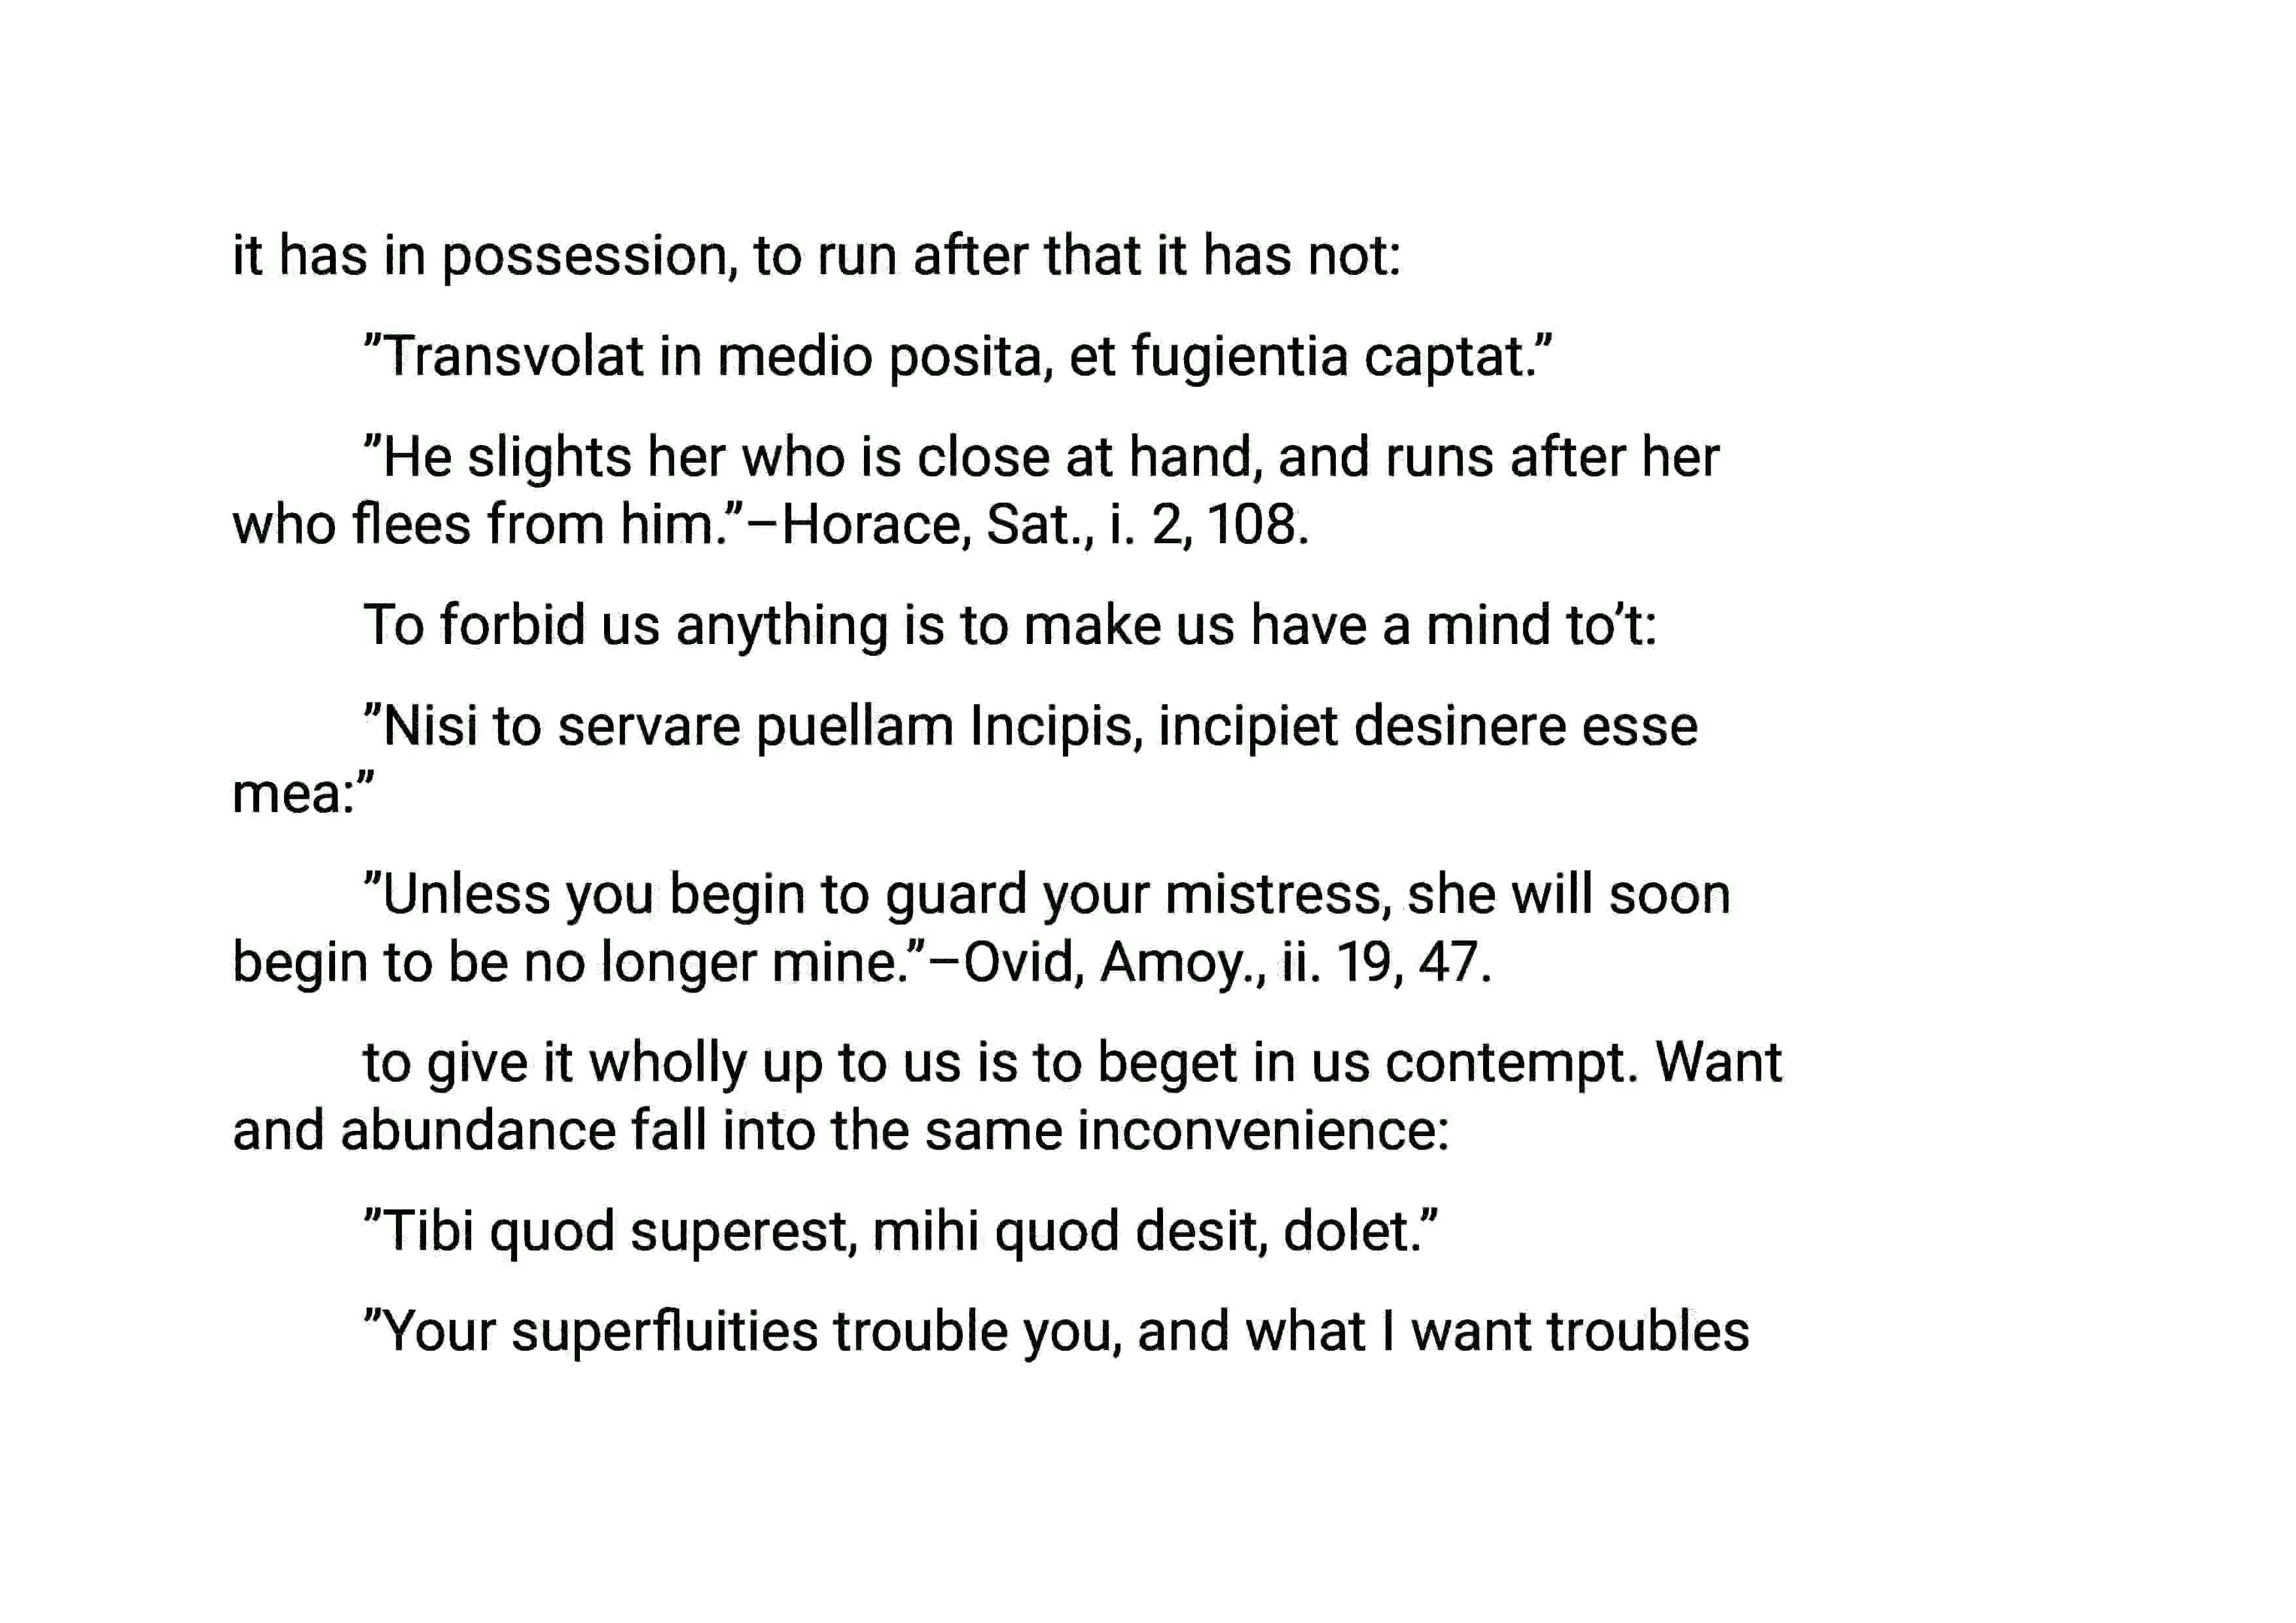 it has in possession, to run after that it has not:
”Transvolat in medio posita, et fugientia captat.”
”He slights her who is close at hand, and runs after her
who flees from him.”–Horace, Sat., i. 2, 108.
To forbid us anything is to make us have a mind to’t:
”Nisi to servare puellam Incipis, incipiet desinere esse
mea:”
”Unless you begin to guard your mistress, she will soon
begin to be no longer mine.”–Ovid, Amoy., ii. 19, 47.
to give it wholly up to us is to beget in us contempt. Want
and abundance fall into the same inconvenience:
”Tibi quod superest, mihi quod desit, dolet.”
”Your superfluities trouble you, and what I want troubles